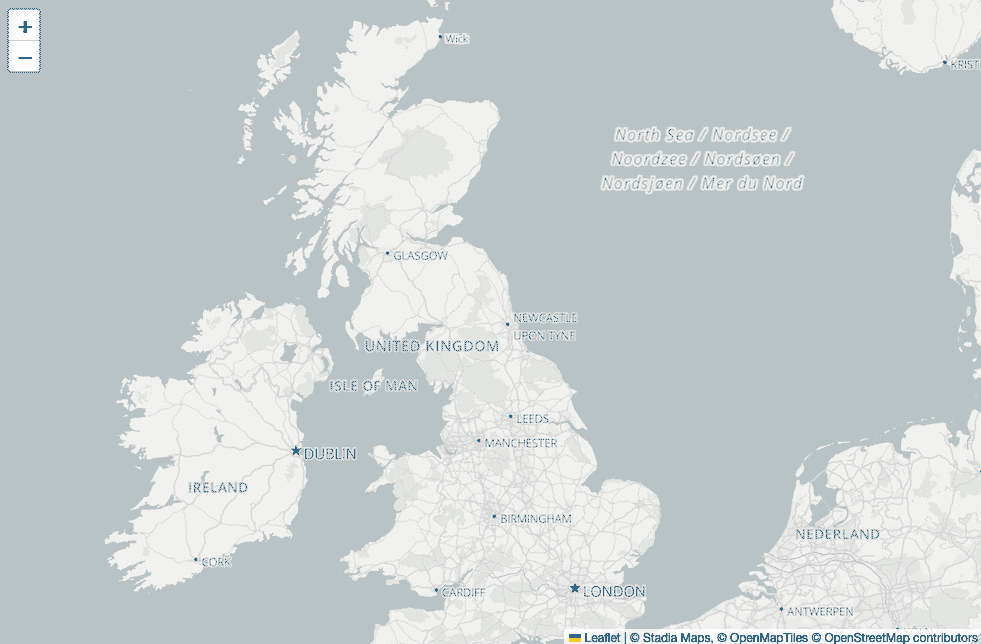 +
−
Wick
KRIST
North Sea / Nordsee /
Noordzee / Nordsøen /
Nordsjøen / Mer du Nord
GLASGOW
NEWCASTLE
UPON TYNE
UNITED KINGDOM
ISLE OF MAN
LEEDS
MANCHESTER
DUBLIN
IRELAND
BIRMINGHAM
NEDERLAND
CORK
CARDIFF
LONDON
ANTWERPEN
Leaflet | © Stadia Maps, © OpenMapTiles © OpenStreetMap contributors